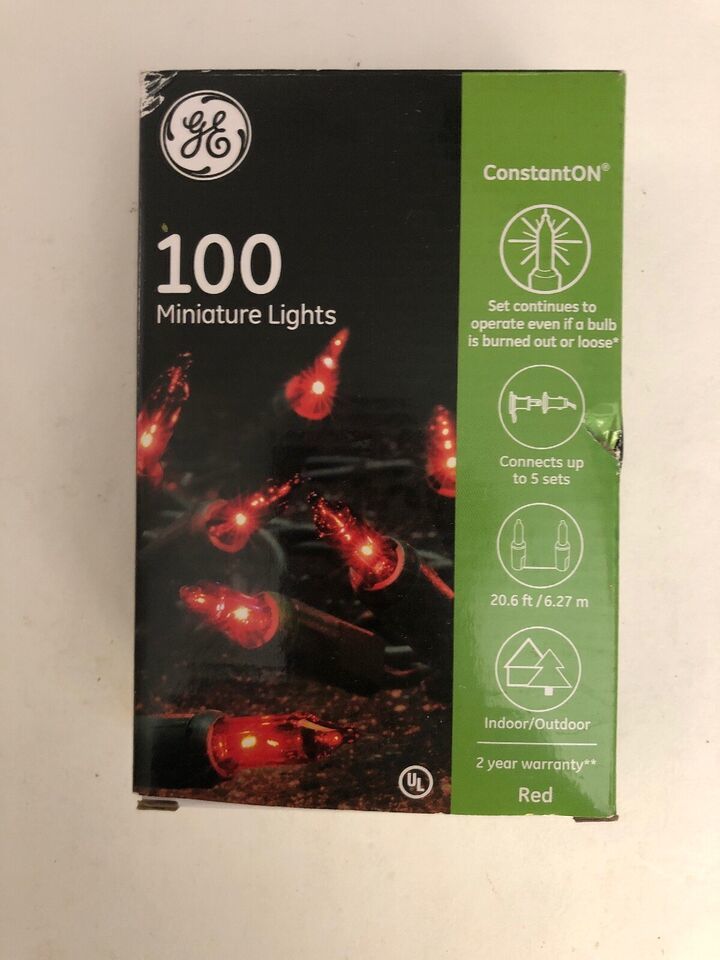 GE
100
Miniature Lights
ConstantON®
Set continues to
operate even if a bulb
is burned out or loose*
Connects up
to 5 sets
20.6 ft / 6.27 m
Indoor/Outdoor
2 year warranty**
Red
UL